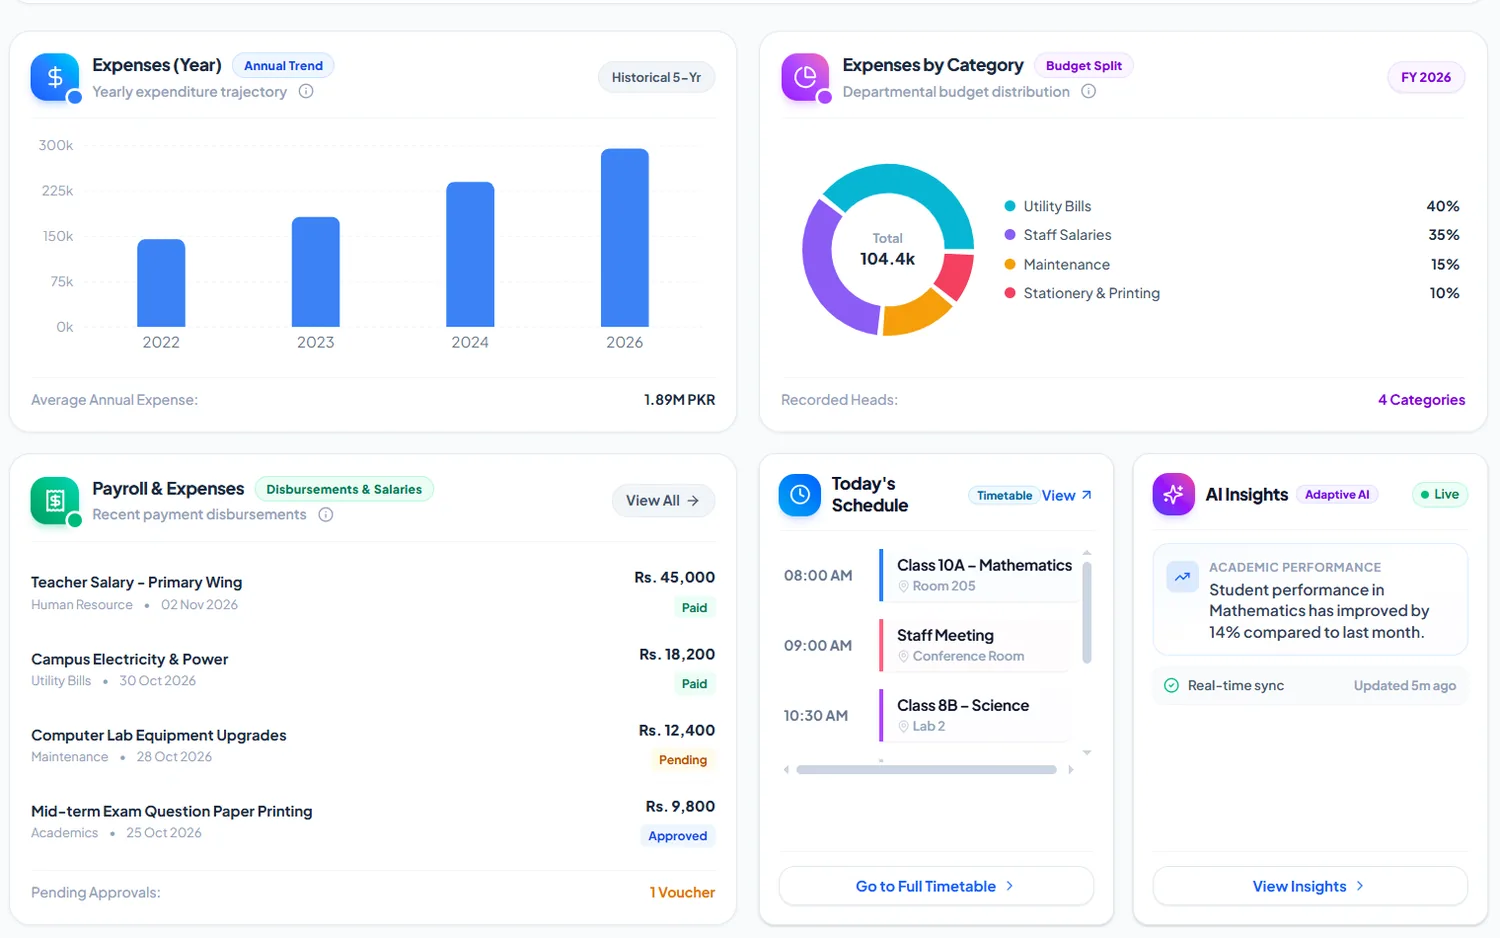 Expenses (Year)
Annual Trend
Yearly expenditure trajectory
Historical 5-Yr
300k
225k
150k
75k
0k
2022
2023
2024
2026
Average Annual Expense:
1.89M PKR
Expenses by Category
Budget Split
Departmental budget distribution
FY 2026
Total
104.4k
Utility Bills
40%
Staff Salaries
35%
Maintenance
15%
Stationery & Printing
10%
Recorded Heads:
4 Categories
Payroll & Expenses
Disbursements & Salaries
Recent payment disbursements
View All →
Teacher Salary - Primary Wing
Rs. 45,000
Human Resource • 02 Nov 2026
Paid
Campus Electricity & Power
Rs. 18,200
Utility Bills • 30 Oct 2026
Paid
Computer Lab Equipment Upgrades
Rs. 12,400
Maintenance • 28 Oct 2026
Pending
Mid-term Exam Question Paper Printing
Rs. 9,800
Academics • 25 Oct 2026
Approved
Pending Approvals:
1 Voucher
Today's
Schedule
Timetable
View
08:00 AM
Class 10A – Mathematics
Room 205
09:00 AM
Staff Meeting
Conference Room
10:30 AM
Class 8B – Science
Lab 2
Go to Full Timetable
AI Insights
Adaptive AI
Live
ACADEMIC PERFORMANCE
Student performance in
Mathematics has improved by
14% compared to last month.
Real-time sync
Updated 5m ago
View Insights